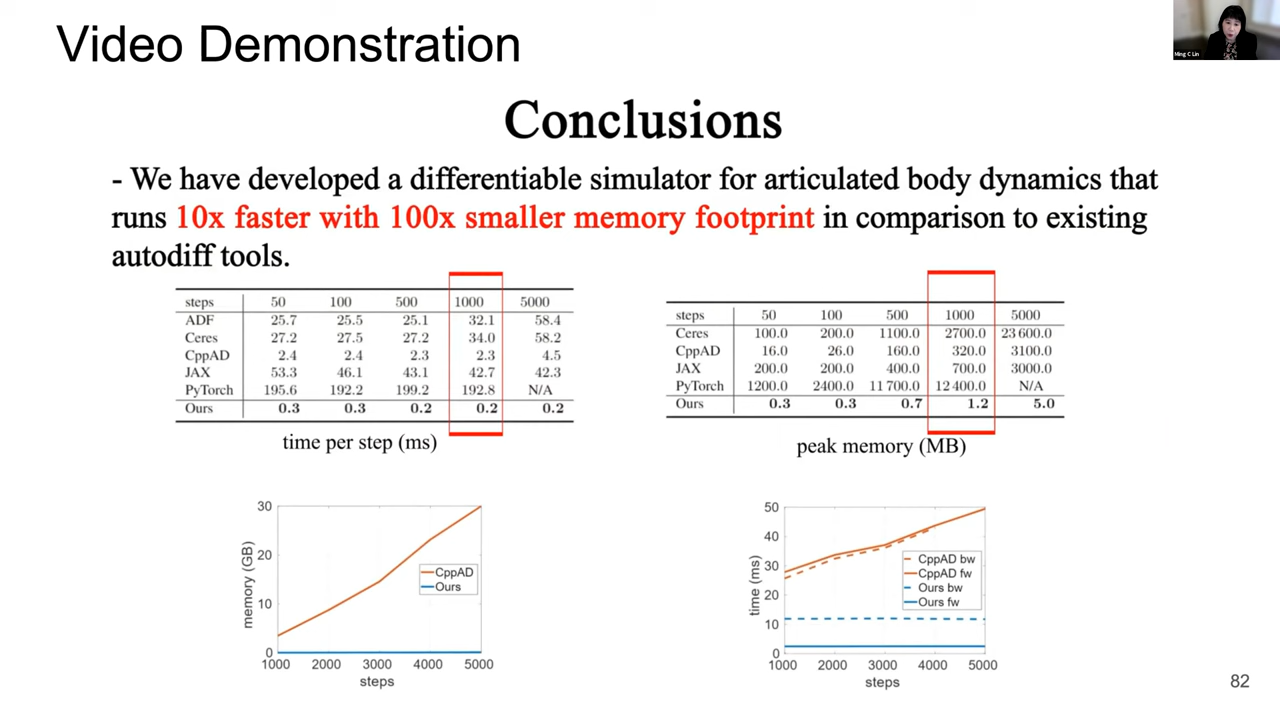 Video Demonstration
Ming C Lin
Conclusions
- We have developed a differentiable simulator for articulated body dynamics that
runs 10x faster with 100x smaller memory footprint in comparison to existing
autodiff tools.
steps 50 100 500 1000 5000
ADF 25.7 25.5 25.1 32.1 58.4
Ceres 27.2 27.5 27.2 34.0 58.2
CppAD 2.4 2.4 2.3 2.3 4.5
JAX 53.3 46.1 43.1 42.7 42.3
PyTorch 195.6 192.2 199.2 192.8 N/A
Ours 0.3 0.3 0.2 0.2 0.2
time per step (ms)
steps 50 100 500 1000 5000
Ceres 100.0 200.0 1100.0 2700.0 23 600.0
CppAD 16.0 26.0 160.0 320.0 3100.0
JAX 200.0 200.0 400.0 700.0 3000.0
PyTorch 1200.0 2400.0 11 700.0 12 400.0 N/A
Ours 0.3 0.3 0.7 1.2 5.0
peak memory (MB)
30
20
10
0
memory (GB)
CppAD
Ours
1000 2000 3000 4000 5000
steps
50
40
30
20
10
0
time (ms)
CppAD bw
CppAD fw
Ours bw
Ours fw
1000 2000 3000 4000 5000
steps
82